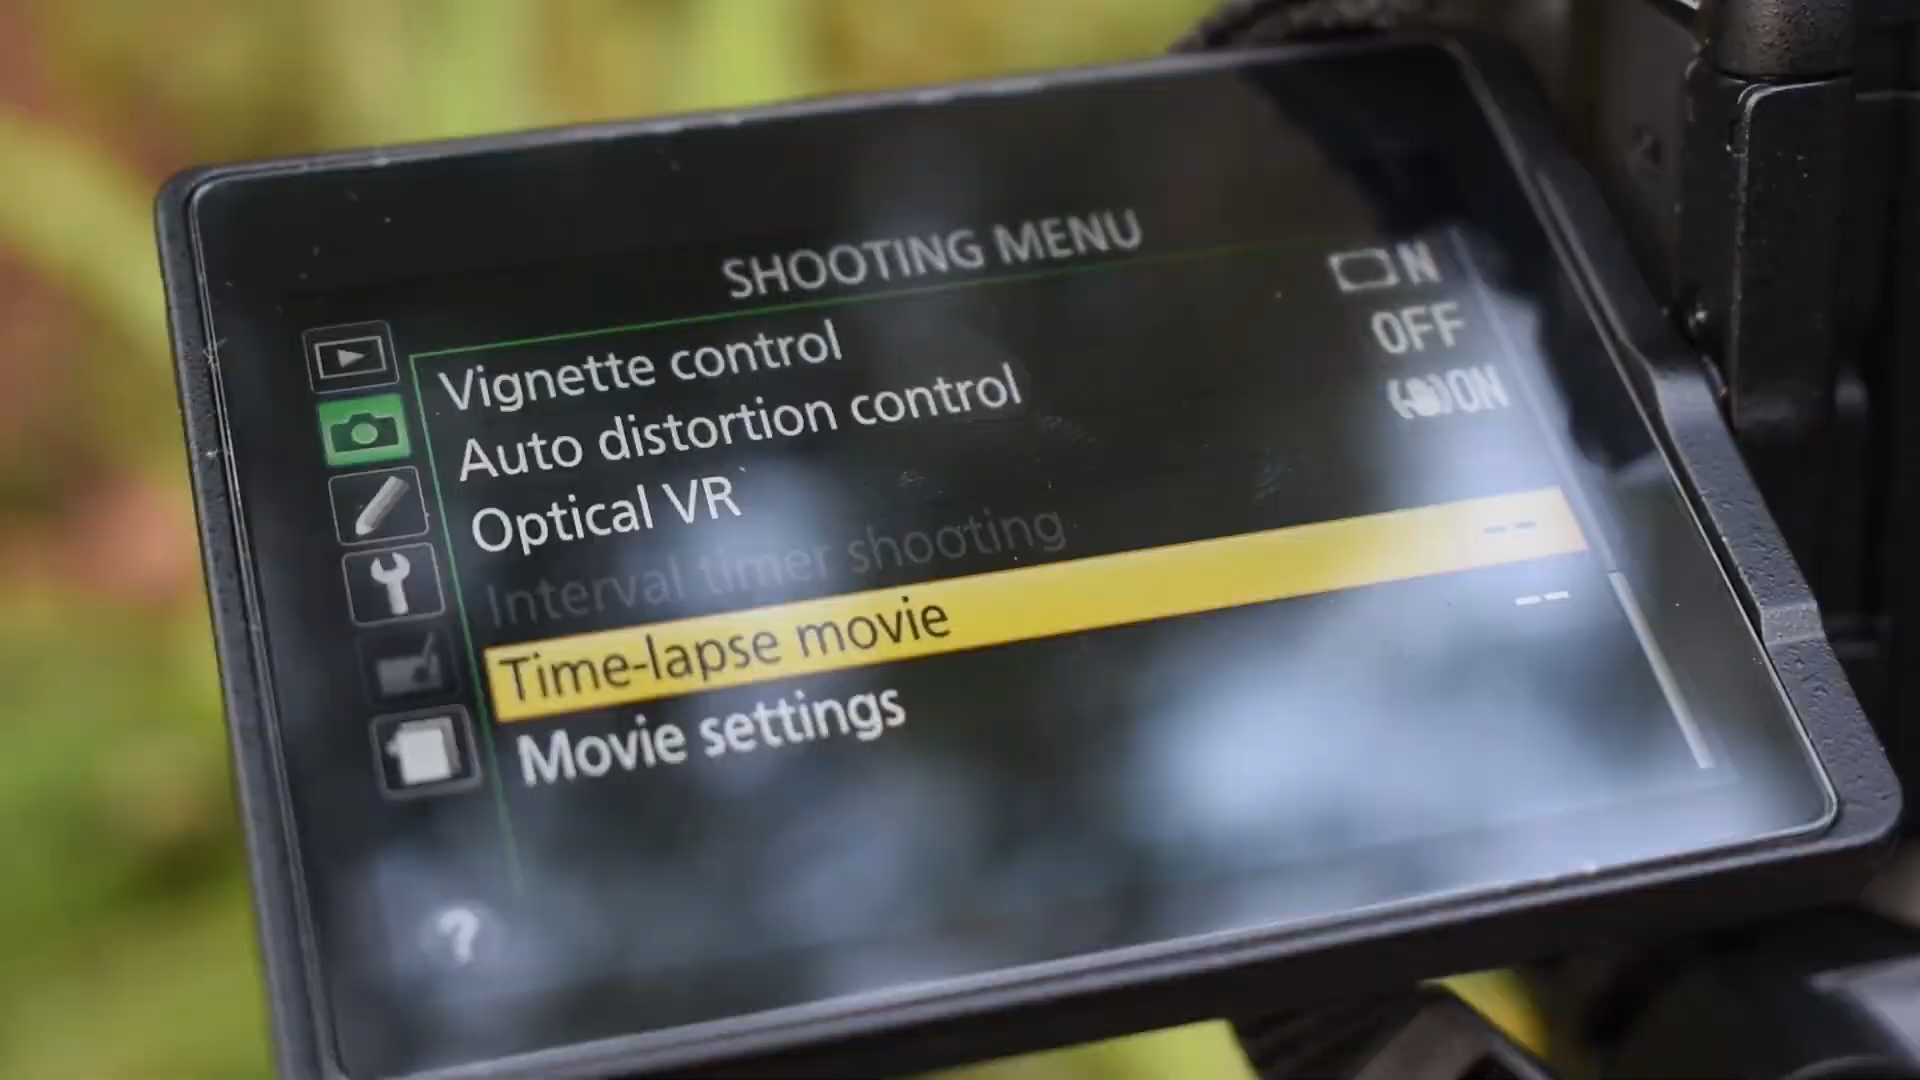 SHOOTING MENU
Vignette control N
Auto distortion control OFF
Optical VR ON
Interval timer shooting
Time-lapse movie --
Movie settings --
?